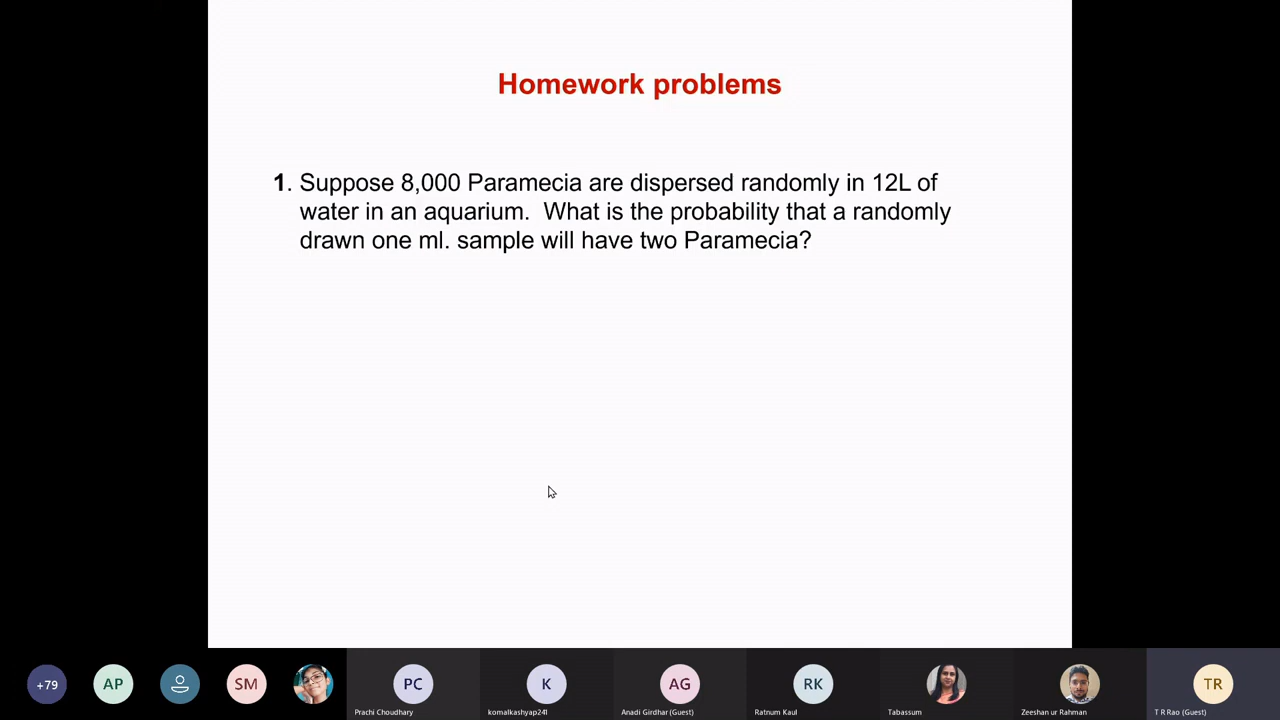 Homework problems
1. Suppose 8,000 Paramecia are dispersed randomly in 12L of
water in an aquarium.  What is the probability that a randomly
drawn one ml. sample will have two Paramecia?
+79
AP
SM
PC
K
AG
RK
TR
Prachi Choudhary
komalkashyap241
Anadi Girdhar (Guest)
Ratnum Kaul
Tabassum
Zeeshan ur Rahman
T R Rao (Guest)